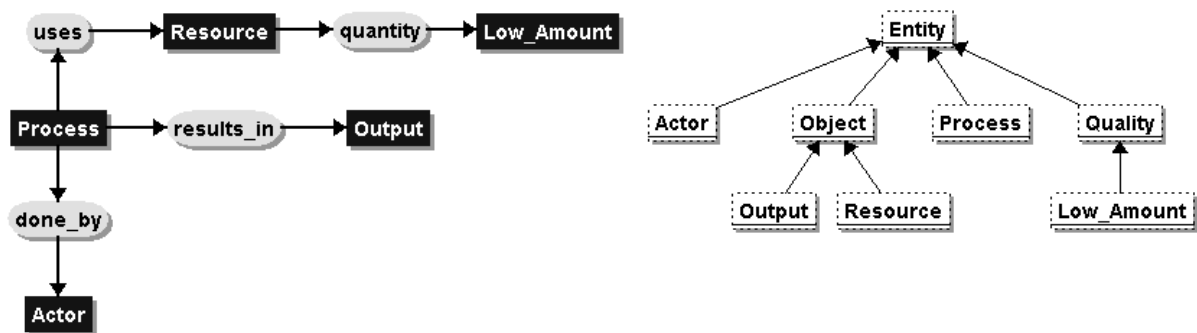 uses
Resource
quantity
Low_Amount
Process
results_in
Output
done_by
Actor
Entity
Actor
Object
Process
Quality
Output
Resource
Low_Amount